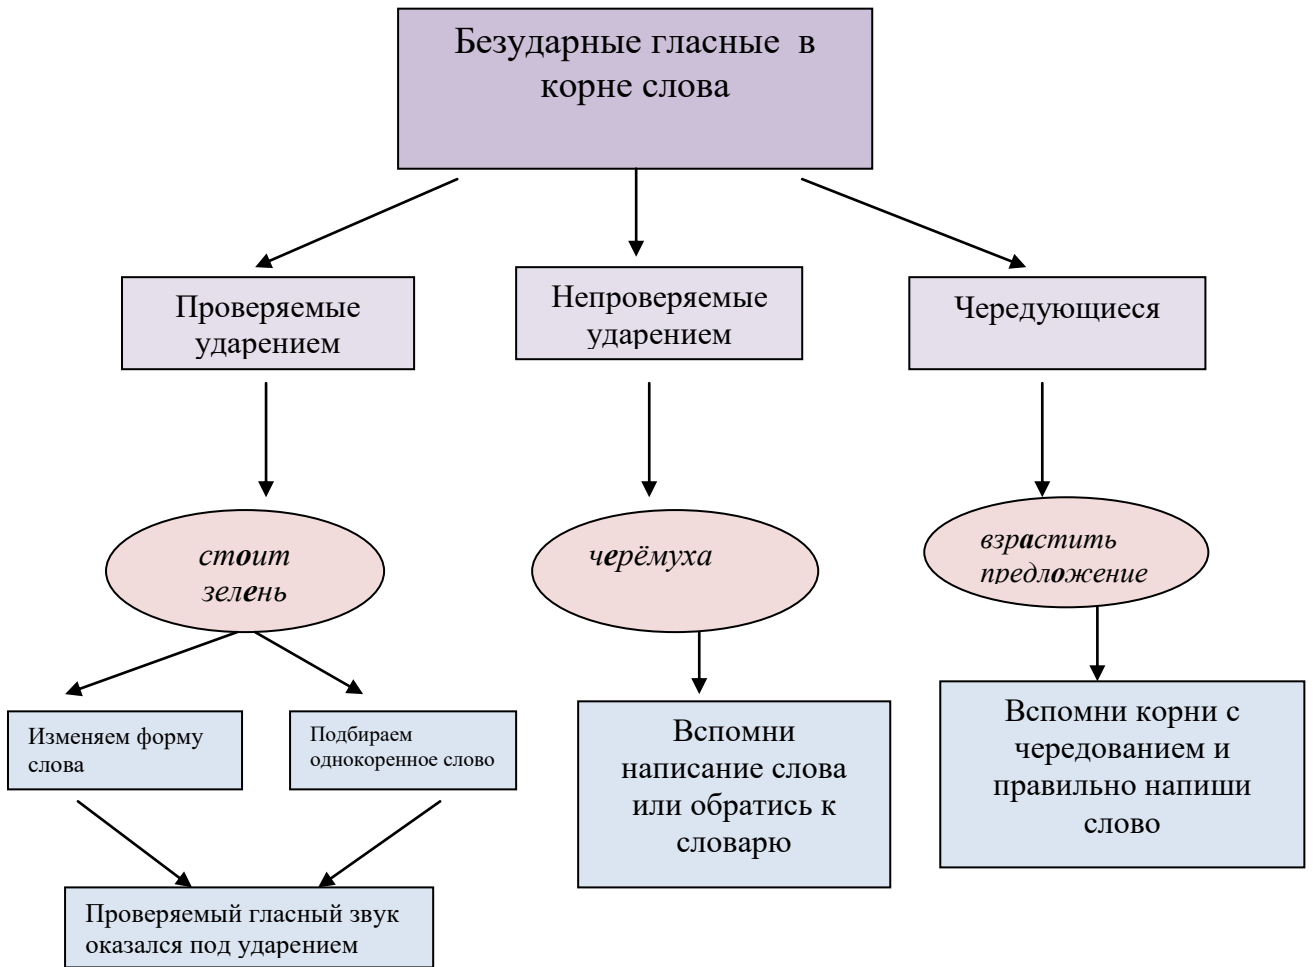 Безударные гласные в
корне слова
Проверяемые
ударением
Непроверяемые
ударением
Чередующиеся
стоит
зелень
черёмуха
взрастить
предложение
Изменяем форму
слова
Подбираем
однокоренное слово
Вспомни
написание слова
или обратись к
словарю
Вспомни корни с
чередованием и
правильно напиши
слово
Проверяемый гласный звук
оказался под ударением